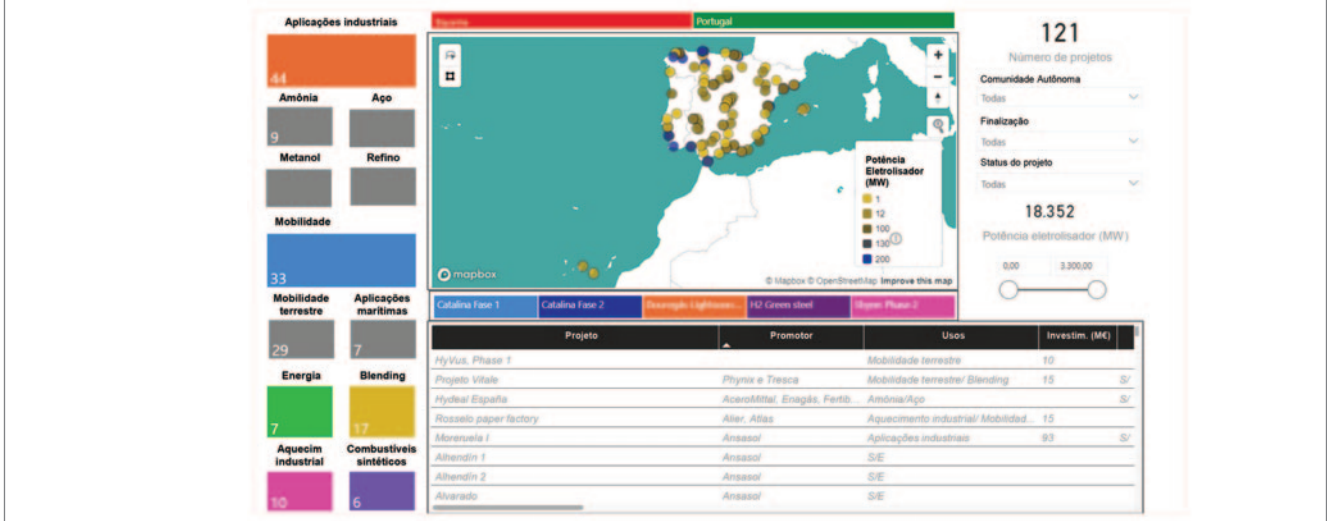 Aplicações industriais
44
Amônia
Aço
9
Metanol
Refino
Mobilidade
33
Mobilidade terrestre
Aplicações marítimas
29
7
Energia
Blending
7
17
Aquecim industrial
Combustíveis sintéticos
10
6
Portugal
Potência
Eletrolisador
(MW)
1
12
100
130
200
mapbox
© Mapbox © OpenStreetMap Improve this map
Catalina Fase 1
Catalina Fase 2
H2 Green steel
121
Número de projetos
Comunidade Autônoma
Todas
Finalização
Todas
Status do projeto
Todas
18.352
Potência eletrolisador (MW)
0,00
3.300,00
Projeto Promotor Usos Investim. (M€)
HyVus, Phase 1 Mobilidade terrestre 10
Projeto Vitale Phynix e Tresca Mobilidade terrestre/ Blending 15 S/
Hydeal España AceroMittal, Enagás, Fertib... Amônia/Aço S/
Rosselo paper factory Alier, Atlas Aquecimento industrial/ Mobilidad... 15
Moreruela I Ansasol Aplicações industriais 93 S/
Alhendín 1 Ansasol S/E
Alhendín 2 Ansasol S/E
Alvarado Ansasol S/E